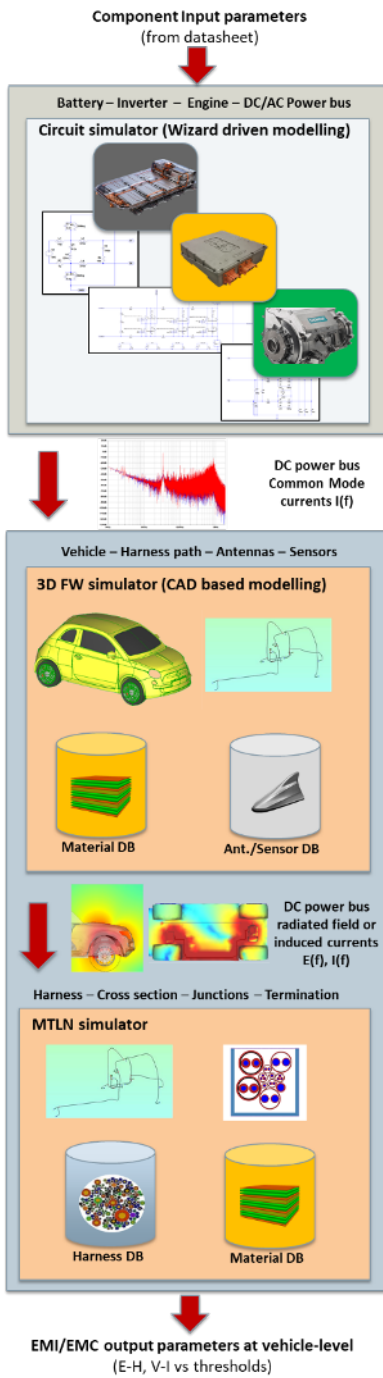 Component Input parameters
(from datasheet)
Battery – Inverter – Engine – DC/AC Power bus
Circuit simulator (Wizard driven modelling)
DC power bus
Common Mode
currents I(f)
Vehicle – Harness path – Antennas – Sensors
3D FW simulator (CAD based modelling)
Material DB
Ant./Sensor DB
DC power bus
radiated field or
induced currents
E(f), I(f)
Harness – Cross section – Junctions – Termination
MTLN simulator
Harness DB
Material DB
EMI/EMC output parameters at vehicle-level
(E-H, V-I vs thresholds)